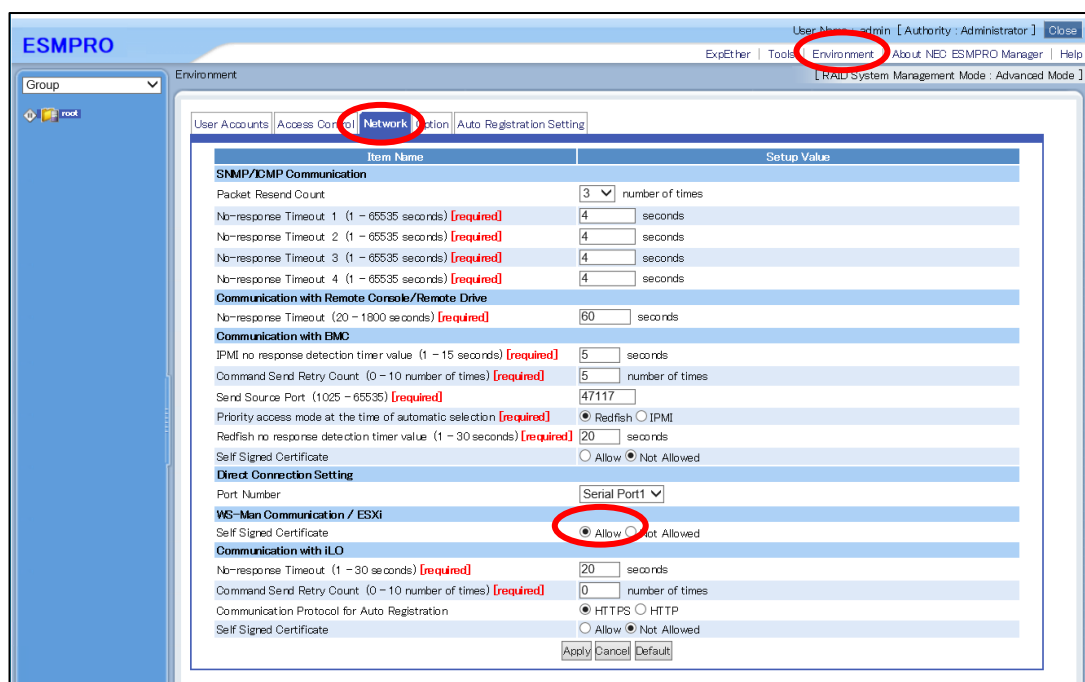 User Name : admin [ Authority : Administrator ] Close
ESMPRO
ExpEther | Tools | Environment | About NEC ESMPRO Manager | Help
Group
Environment
[ RAID System Management Mode : Advanced Mode ]
root
User Accounts Access Control Network Option Auto Registration Setting
Item Name Setup Value
SNMP/ICMP Communication
Packet Resend Count 3 number of times
No-response Timeout 1 (1 - 65535 seconds) [required] 4 seconds
No-response Timeout 2 (1 - 65535 seconds) [required] 4 seconds
No-response Timeout 3 (1 - 65535 seconds) [required] 4 seconds
No-response Timeout 4 (1 - 65535 seconds) [required] 4 seconds
Communication with Remote Console/Remote Drive
No-response Timeout (20 - 1800 seconds) [required] 60 seconds
Communication with BMC
IPMI no response detection timer value (1 - 15 seconds) [required] 5 seconds
Command Send Retry Count (0 - 10 number of times) [required] 5 number of times
Send Source Port (1025 - 65535) [required] 47117
Priority access mode at the time of automatic selection [required] Redfish IPMI
Redfish no response detection timer value (1 - 30 seconds) [required] 20 seconds
Self Signed Certificate Allow Not Allowed
Direct Connection Setting
Port Number Serial Port1
WS-Man Communication / ESXi
Self Signed Certificate Allow Not Allowed
Communication with iLO
No-response Timeout (1 - 30 seconds) [required] 20 seconds
Command Send Retry Count (0 - 10 number of times) [required] 0 number of times
Communication Protocol for Auto Registration HTTPS HTTP
Self Signed Certificate Allow Not Allowed
Apply Cancel Default